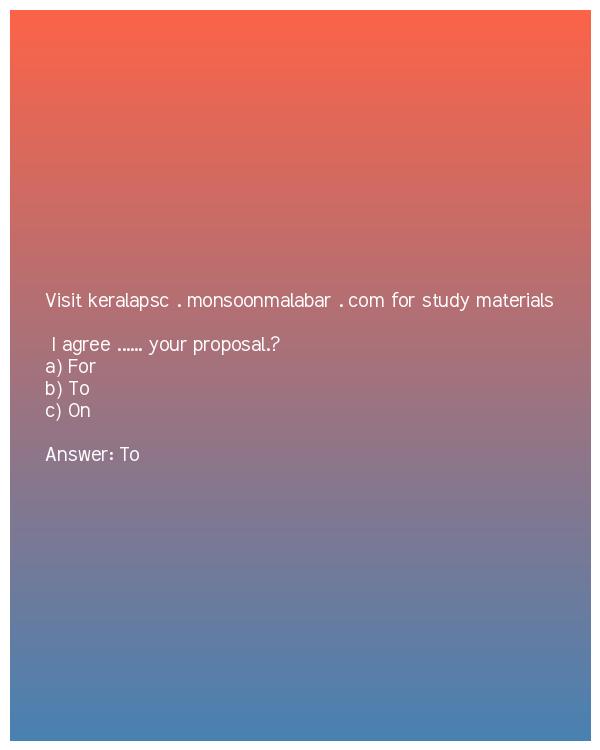 Visit keralapsc . monsoonmalabar . com for study materials
I agree ...... your proposal.?
a) For
b) To
c) On
Answer: To